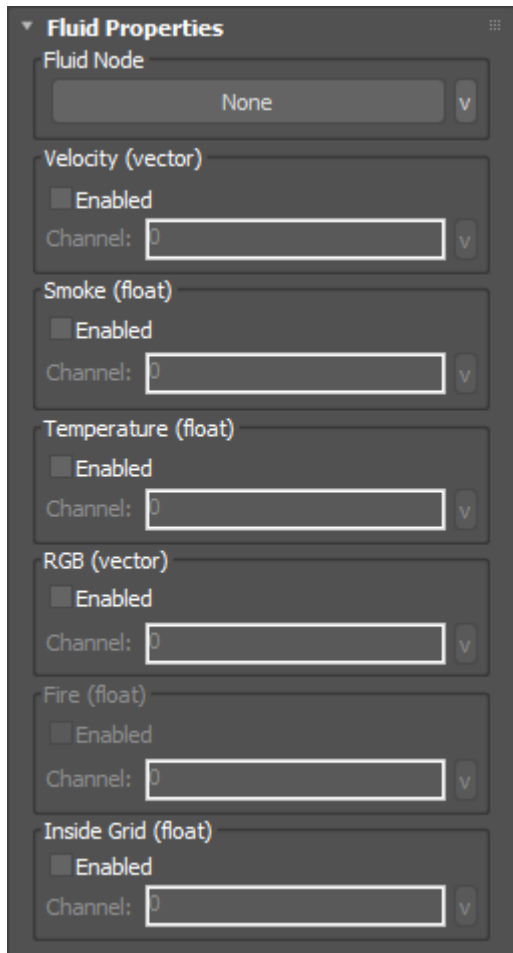 Fluid Properties
Fluid Node
None v
Velocity (vector)
Enabled
Channel: 0 v
Smoke (float)
Enabled
Channel: 0 v
Temperature (float)
Enabled
Channel: 0 v
RGB (vector)
Enabled
Channel: 0 v
Fire (float)
Enabled
Channel: 0 v
Inside Grid (float)
Enabled
Channel: 0 v